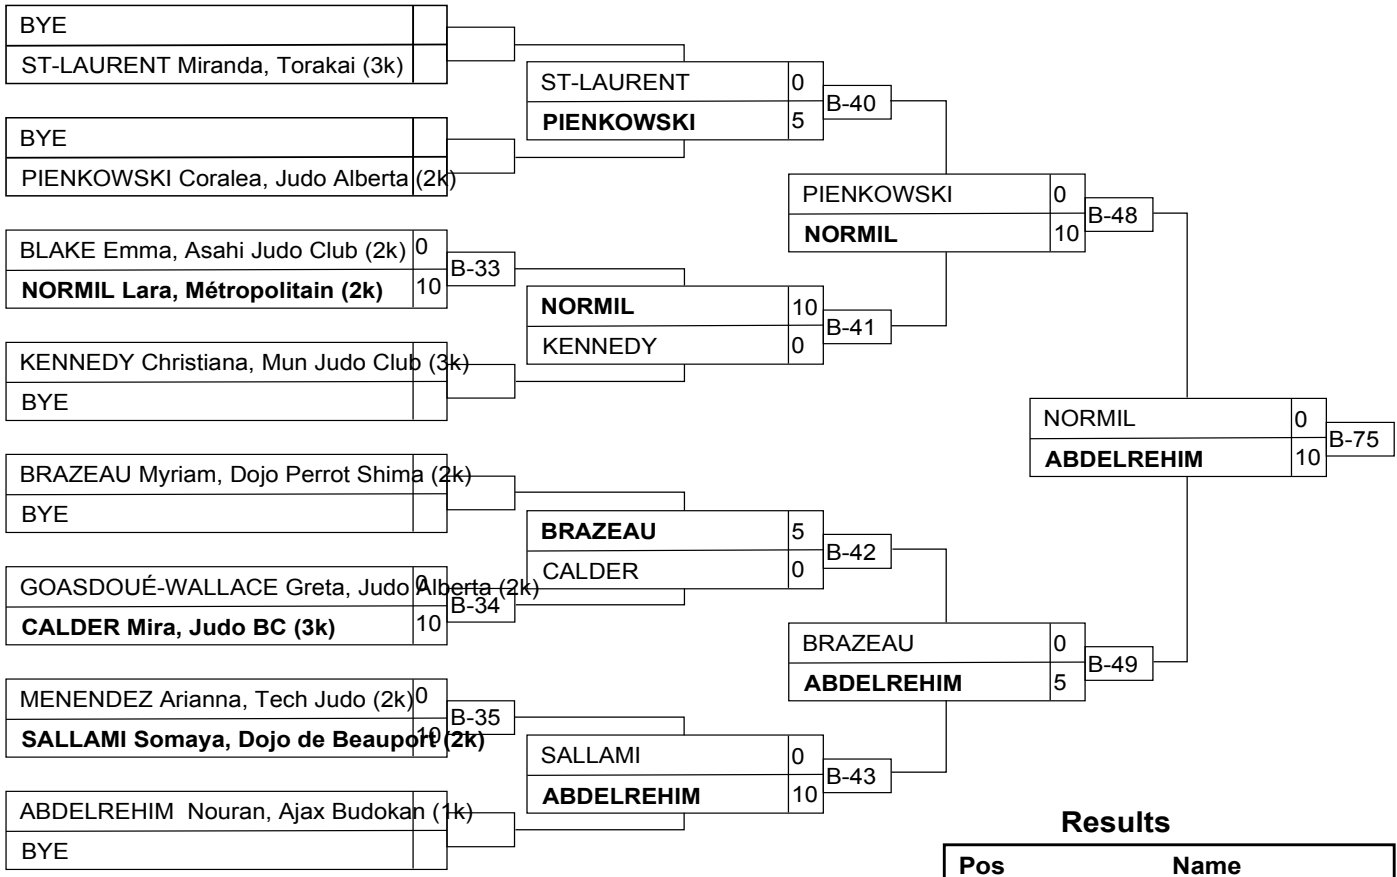 BYE
ST-LAURENT Miranda, Torakai (3k)
BYE
PIENKOWSKI Coralea, Judo Alberta (2k)
BLAKE Emma, Asahi Judo Club (2k) 0
NORMIL Lara, Métropolitain (2k) 10
B-33
KENNEDY Christiana, Mun Judo Club (3k)
BYE
BRAZEAU Myriam, Dojo Perrot Shima (2k)
BYE
GOASDOUÉ-WALLACE Greta, Judo Alberta (2k) 0
CALDER Mira, Judo BC (3k) 10
B-34
MENENDEZ Arianna, Tech Judo (2k) 0
SALLAMI Somaya, Dojo de Beauport (2k) 10
B-35
ABDELREHIM Nouran, Ajax Budokan (1k)
BYE
ST-LAURENT 0
PIENKOWSKI 5
B-40
NORMIL 10
KENNEDY 0
B-41
BRAZEAU 5
CALDER 0
B-42
SALLAMI 0
ABDELREHIM 10
B-43
PIENKOWSKI 0
NORMIL 10
B-48
BRAZEAU 0
ABDELREHIM 5
B-49
NORMIL 0
ABDELREHIM 10
B-75
Results
Pos Name